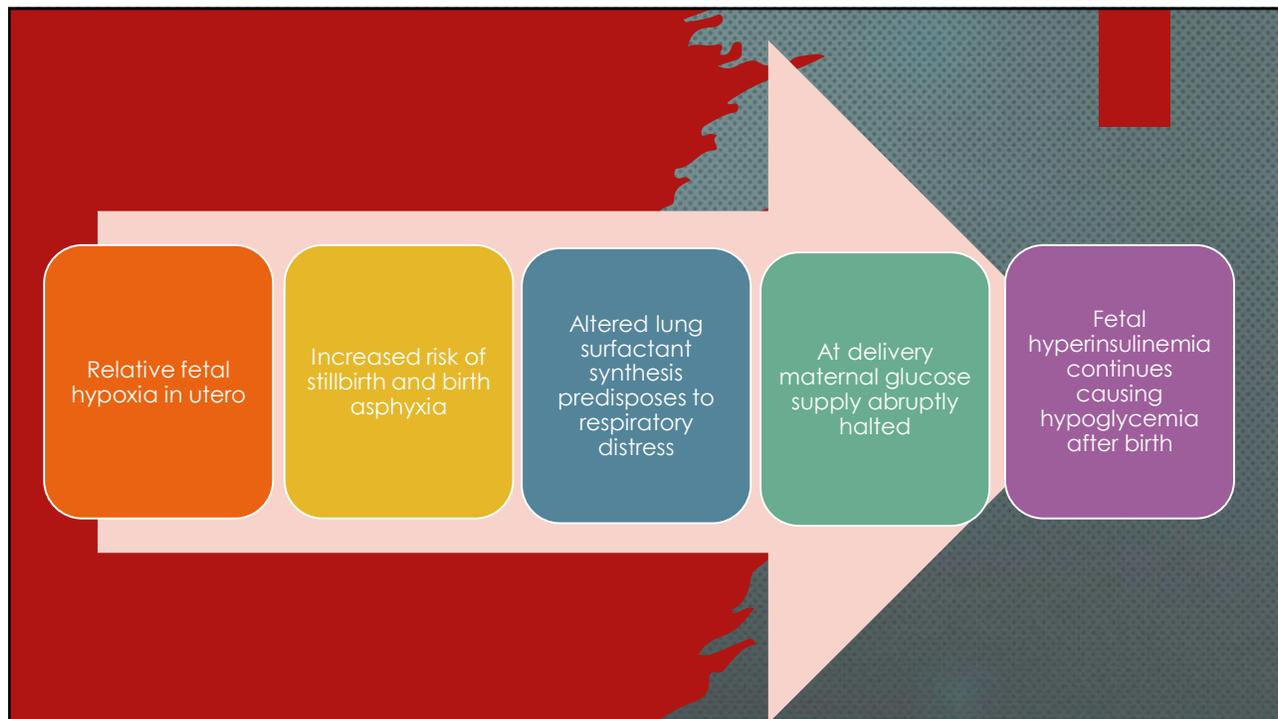 Relative fetal
hypoxia in utero
Increased risk of
stillbirth and birth
asphyxia
Altered lung
surfactant
synthesis
predisposes to
respiratory
distress
At delivery
maternal glucose
supply abruptly
halted
Fetal
hyperinsulinemia
continues
causing
hypoglycemia
after birth